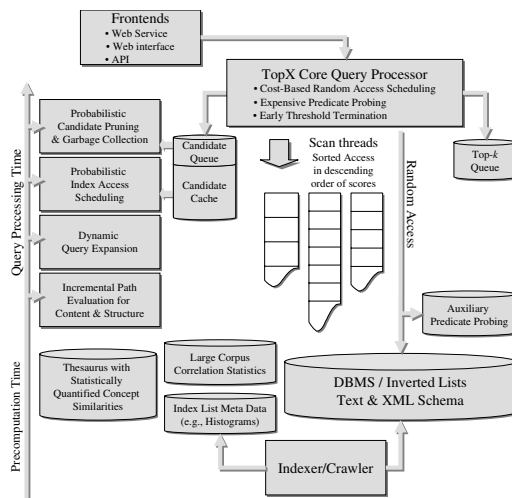 Frontends
• Web Service
• Web interface
• API
TopX Core Query Processor
• Cost-Based Random Access Scheduling
• Expensive Predicate Probing
• Early Threshold Termination
Probabilistic
Candidate Pruning
& Garbage Collection
Candidate
Queue
Candidate
Cache
Scan threads
Sorted Access
in descending
order of scores
Top-k
Queue
Random Access
Probabilistic
Index Access
Scheduling
Dynamic
Query Expansion
Incremental Path
Evaluation for
Content & Structure
Query Prccessing Time
Auxiliary
Predicate Probing
Precomputation Time
Thesaurus with
Statistically
Quantified Concept
Similarities
Large Corpus
Correlation Statistics
Index List Meta Data
(e.g., Histograms)
DBMS / Inverted Lists
Text & XML Schema
Indexer/Crawler